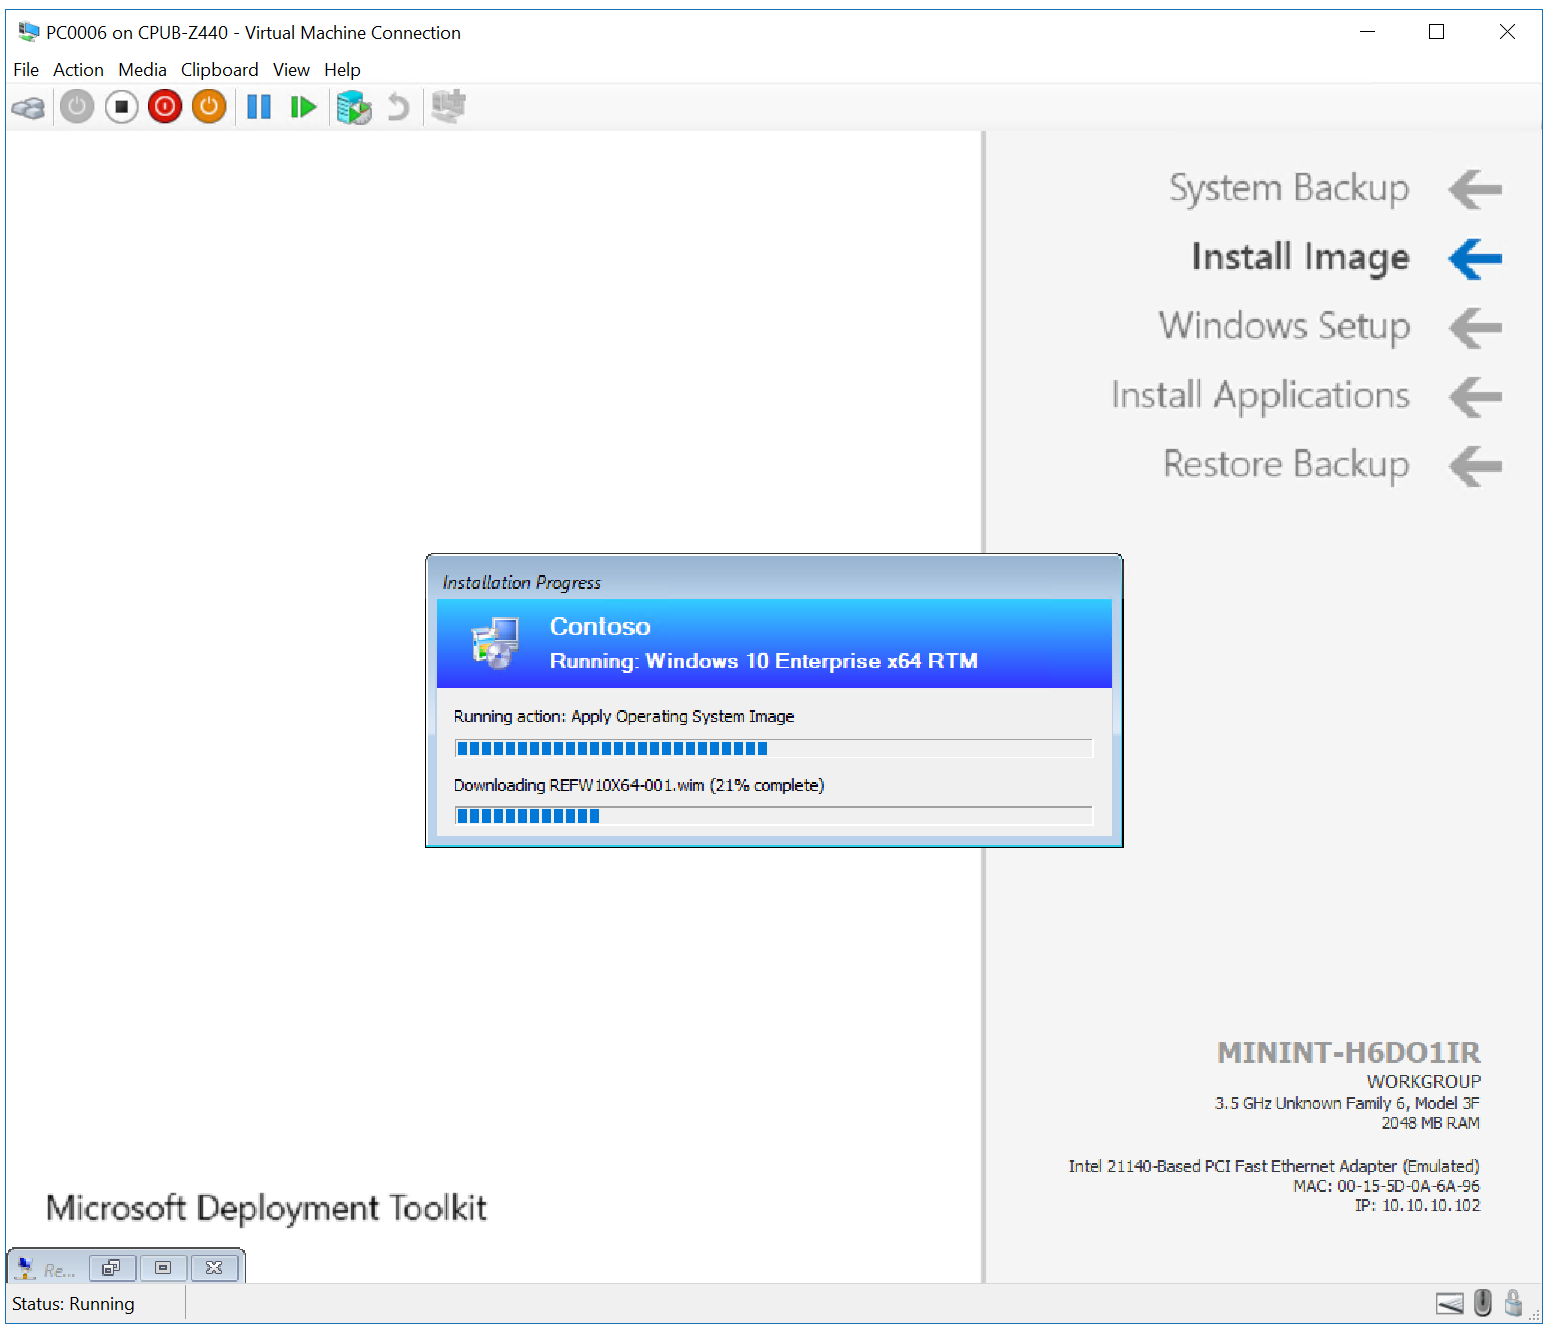 PC0006 on CPUB-Z440 - Virtual Machine Connection
File Action Media Clipboard View Help
System Backup
Install Image
Windows Setup
Install Applications
Restore Backup
Installation Progress
Contoso
Running: Windows 10 Enterprise x64 RTM
Running action: Apply Operating System Image
Downloading REFW10X64-001.wim (21% complete)
MININT-H6DO1IR
WORKGROUP
3.5 GHz Unknown Family 6, Model 3F
2048 MB RAM
Intel 21140-Based PCI Fast Ethernet Adapter (Emulated)
MAC: 00-15-5D-0A-6A-96
IP: 10.10.10.102
Microsoft Deployment Toolkit
Re...
Status: Running